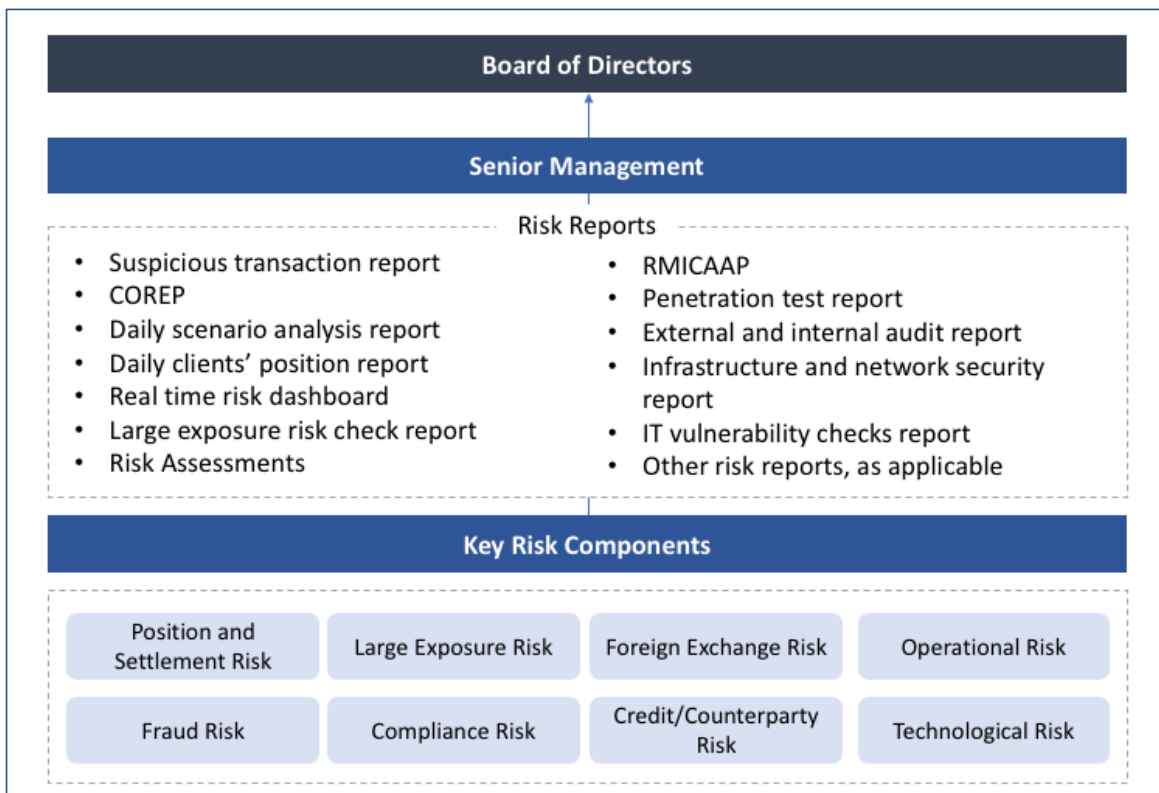 Board of Directors
Senior Management
Risk Reports
• Suspicious transaction report
• COREP
• Daily scenario analysis report
• Daily clients’ position report
• Real time risk dashboard
• Large exposure risk check report
• Risk Assessments
• RMICAAP
• Penetration test report
• External and internal audit report
• Infrastructure and network security
report
• IT vulnerability checks report
• Other risk reports, as applicable
Key Risk Components
Position and
Settlement Risk
Large Exposure Risk
Foreign Exchange Risk
Operational Risk
Fraud Risk
Compliance Risk
Credit/Counterparty
Risk
Technological Risk